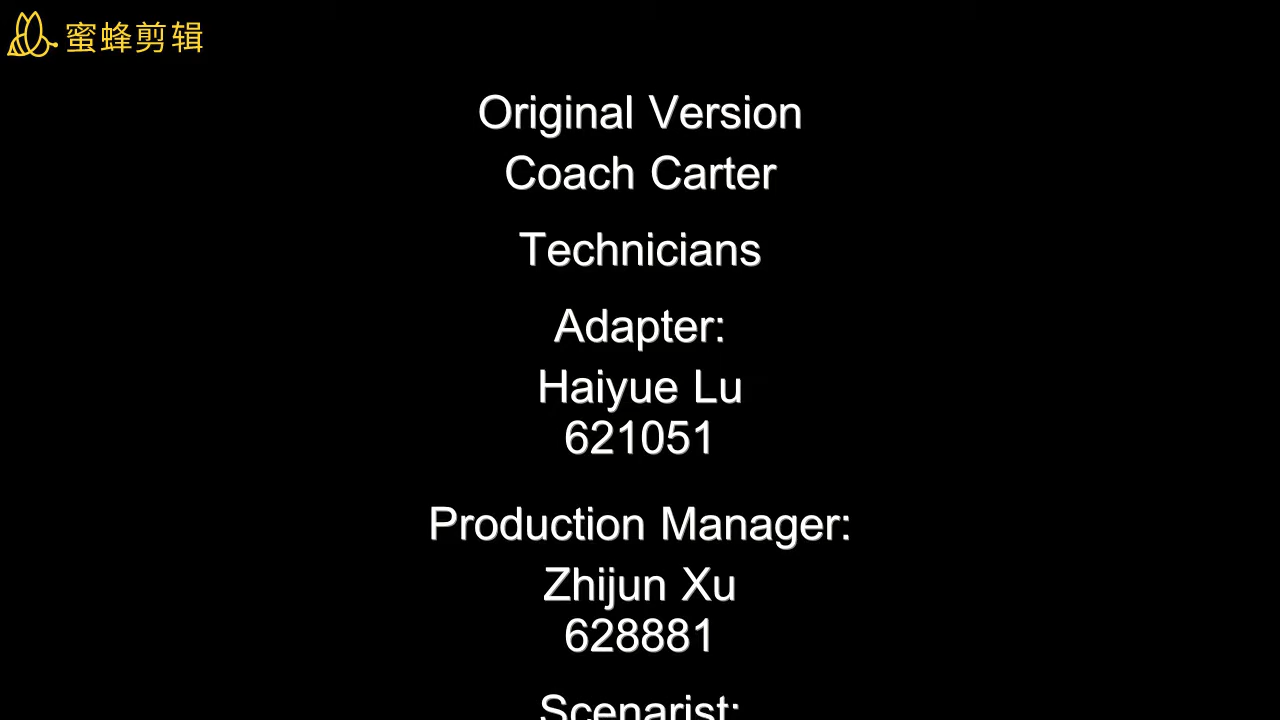 蜜蜂剪辑
Original Version
Coach Carter
Technicians
Adapter:
Haiyue Lu
621051
Production Manager:
Zhijun Xu
628881
Scenarist: